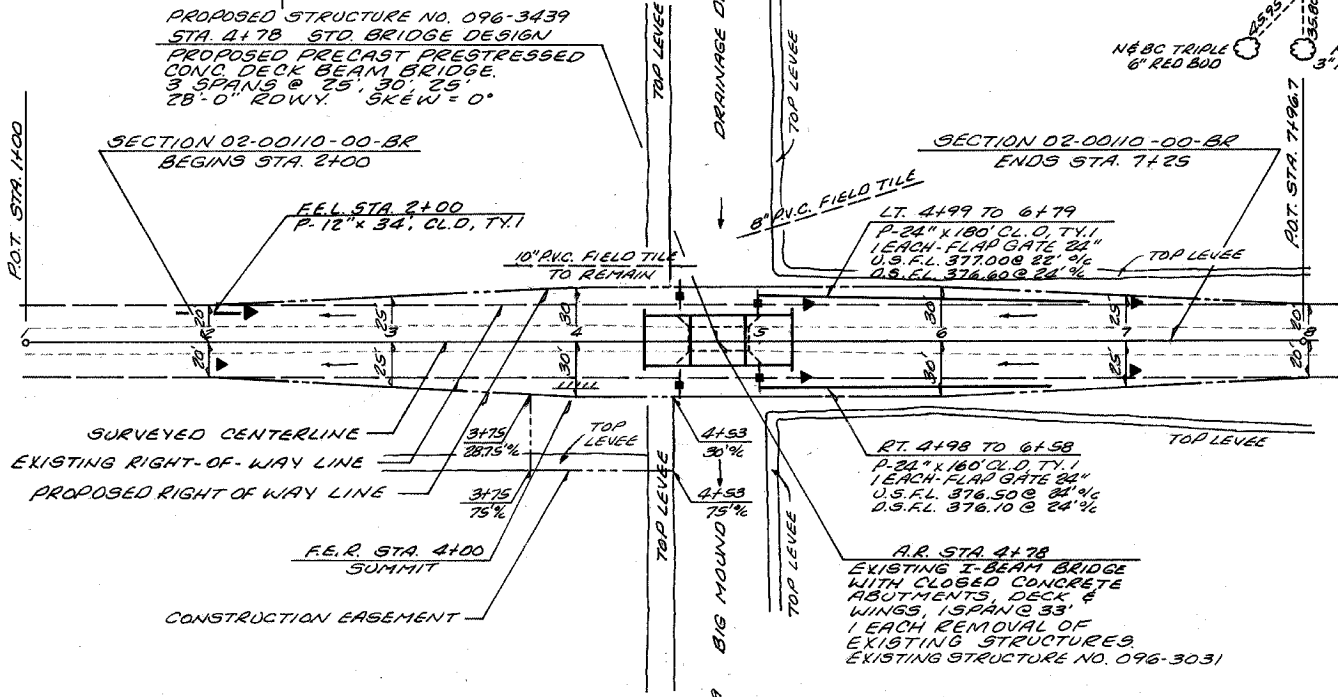 PROPOSED STRUCTURE NO. 096-3439
STA. 4+78 STD. BRIDGE DESIGN
PROPOSED PRECAST PRESTRESSED
CONC. DECK BEAM BRIDGE.
3 SPANS @ 25', 30', 25'
28'-0" RDWY. SKEW = 0°
TOP LEVEE
DRAINAGE
TOP LEVEE
N&BC TRIPLE
6" RED BUD
45.95
35.80
3"
P.O.T. STA. 1+00
SECTION 02-00110-00-BR
BEGINS STA. 2+00
SECTION 02-00110-00-BR
ENDS STA. 7+25
P.O.T. STA. 7+96.7
F.E.L. STA. 2+00
P-12" x 34', CL.D, TY.1
8" P.V.C. FIELD TILE
10" P.V.C. FIELD TILE
TO REMAIN
LT. 4+99 TO 6+79
P-24" x 180' CL.D, TY.1
1 EACH-FLAP GATE 24"
U.S.F.L. 377.00 @ 22' %
D.S.F.L. 376.60 @ 24' %
TOP LEVEE
20' 25' 30' 30' 25' 20'
3 4 5 6 7 8
20' 25' 30' 30' 25' 20'
SURVEYED CENTERLINE
EXISTING RIGHT-OF-WAY LINE
PROPOSED RIGHT OF WAY LINE
3+75
28.75' %
TOP
LEVEE
4+53
30' %
3+75
75' %
4+53
75' %
TOP LEVEE
RT. 4+98 TO 6+58
P-24" x 160' CL.D, TY.1
1 EACH-FLAP GATE 24"
U.S.F.L. 376.50 @ 24' %
D.S.F.L. 376.10 @ 24' %
F.E.R. STA. 4+00
SUMMIT
CONSTRUCTION EASEMENT
TOP LEVEE
BIG MOUND
TOP LEVEE
A.R. STA. 4+78
EXISTING I-BEAM BRIDGE
WITH CLOSED CONCRETE
ABUTMENTS, DECK &
WINGS, 1 SPAN @ 33'
1 EACH REMOVAL OF
EXISTING STRUCTURES.
EXISTING STRUCTURE NO. 096-3031